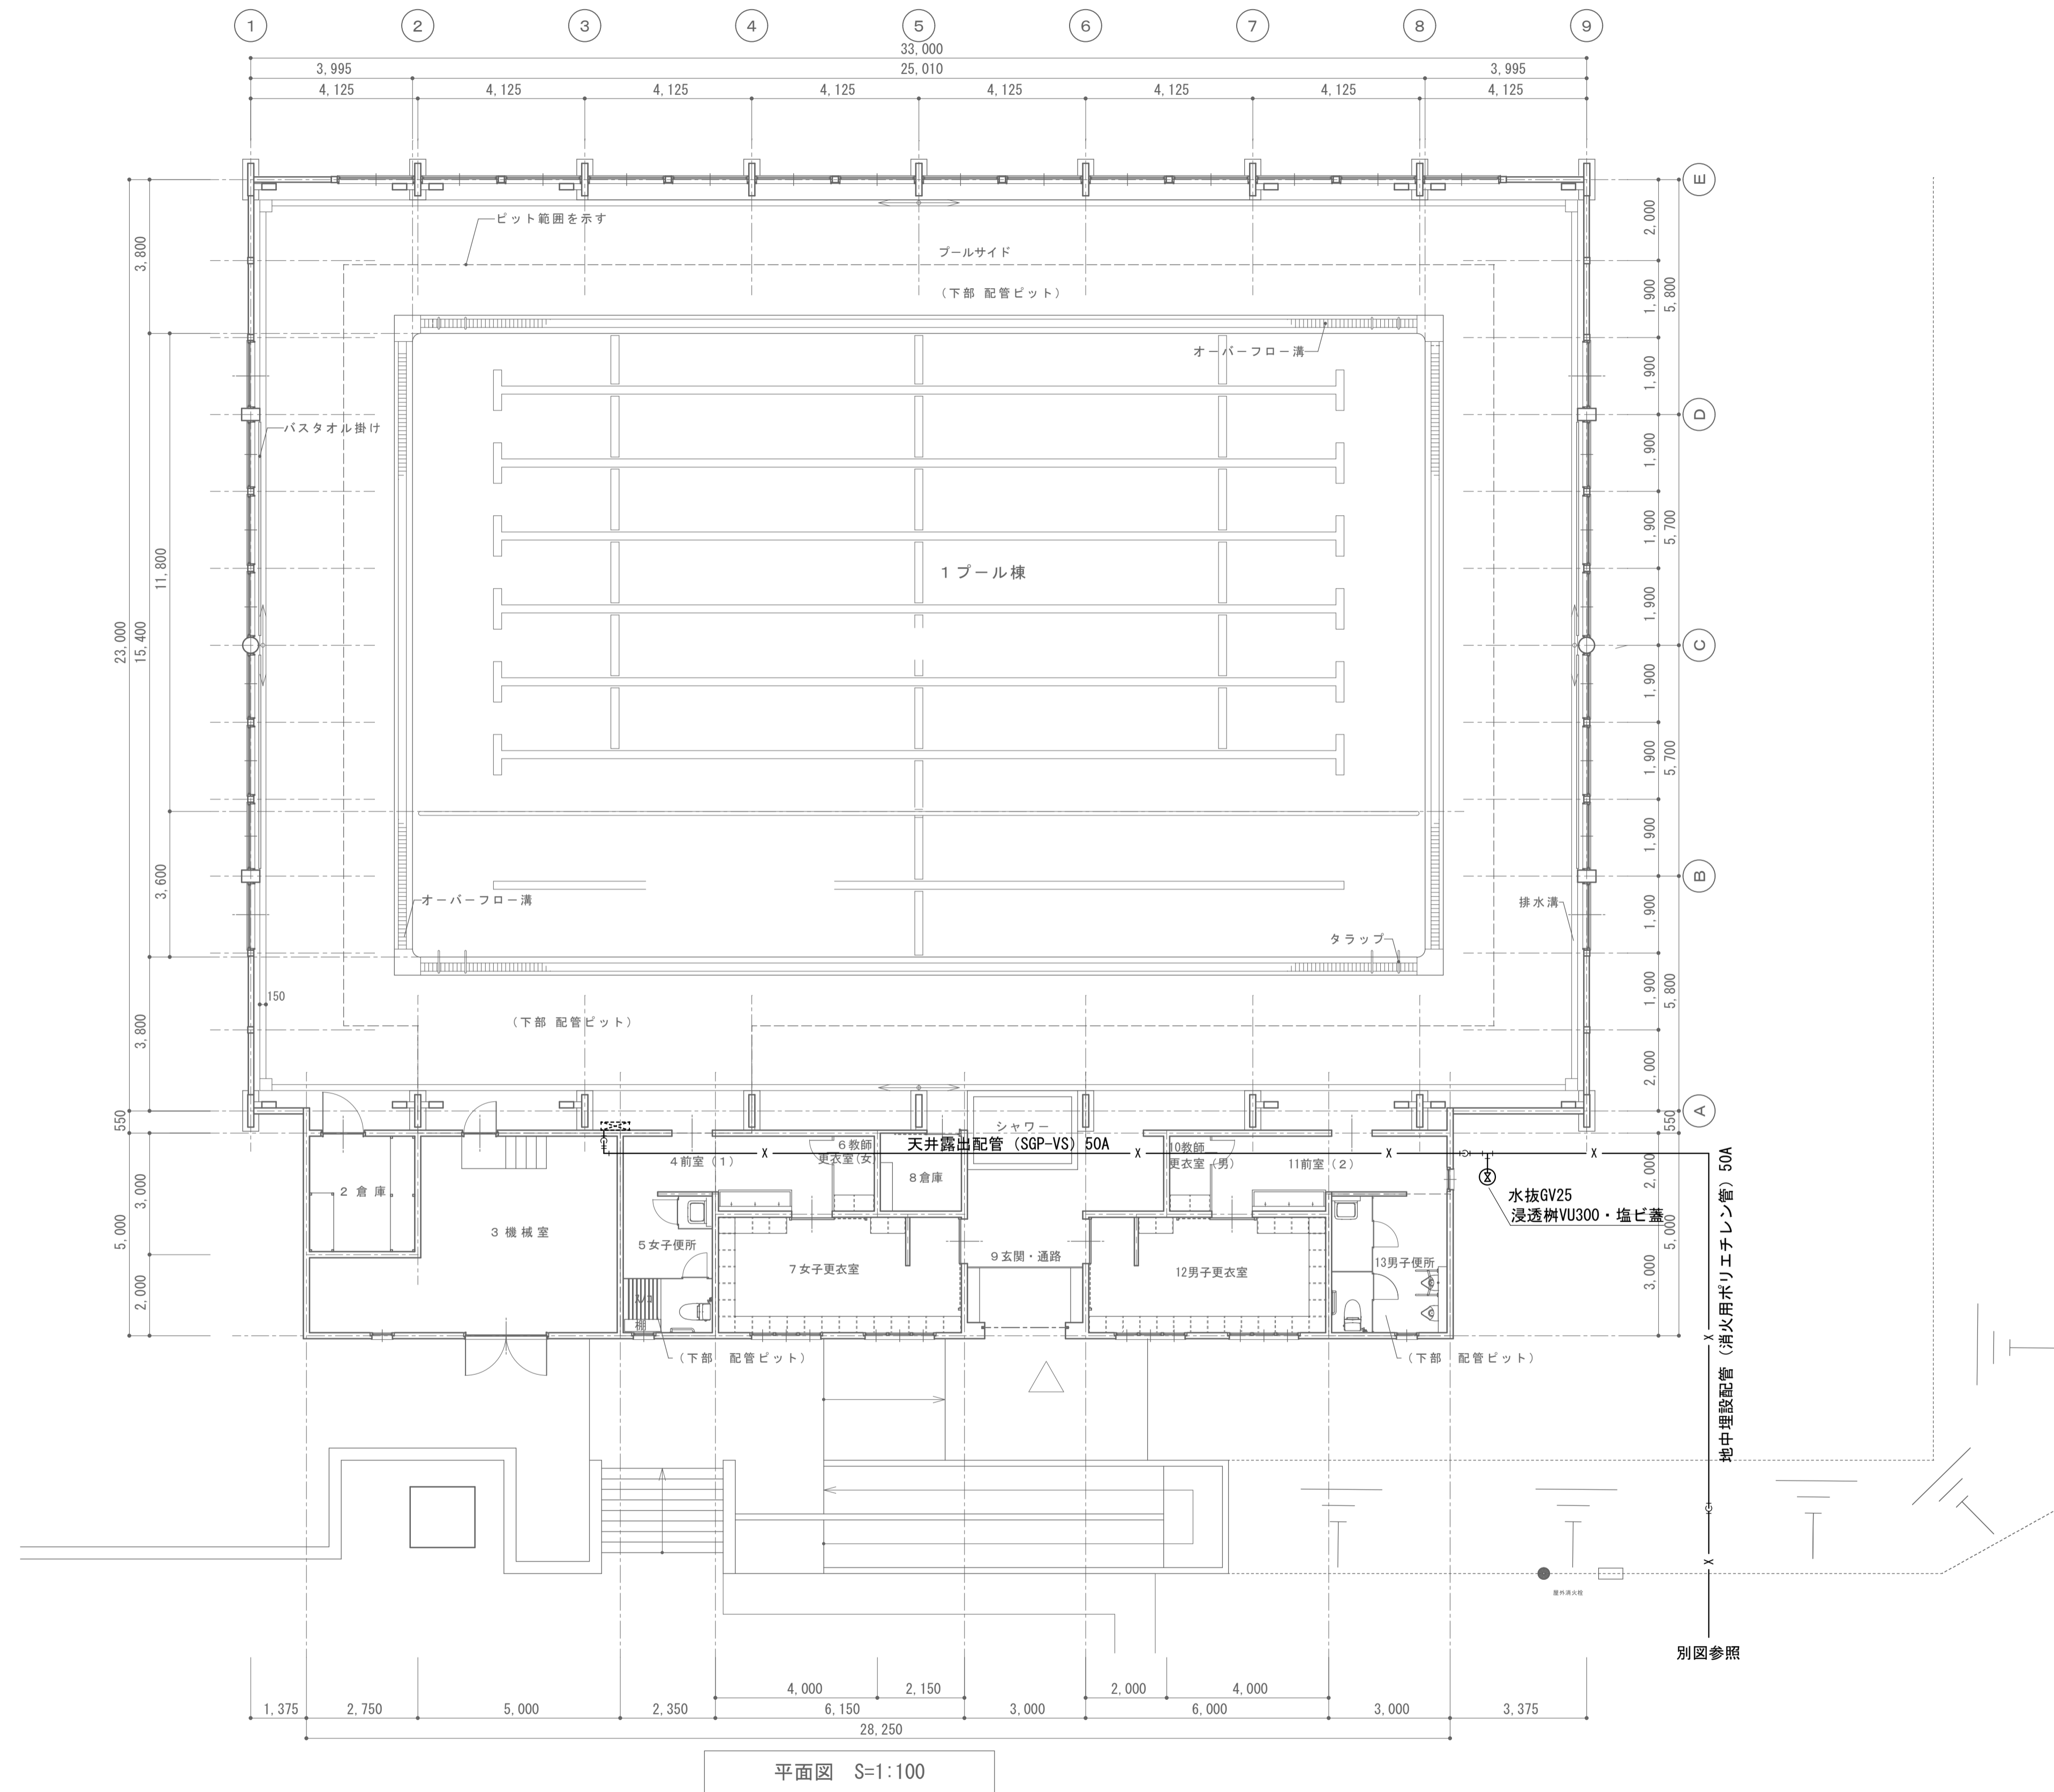 1 2 3 4 5 6 7 8 9
33,000
3,995 25,010 3,995
4,125 4,125 4,125 4,125 4,125 4,125 4,125 4,125
E
D
C
B
A
ピット範囲を示す
プールサイド
(下部 配管ピット)
オーバーフロー溝
バスタオル掛け
1 プール棟
オーバーフロー溝
排水溝
タラップ
150
(下部 配管ピット)
3,800
11,800
23,000
15,400
3,600
3,800
550
3,000
5,000
2,000
2,000
1,900
5,800
1,900
1,900
1,900
5,700
1,900
1,900
1,900
5,700
1,900
1,900
1,900
5,800
2,000
550
2,000
5,000
3,000
シャワー
天井露出配管 (SGP-VS) 50A
6教師
更衣室(女)
10教師
更衣室(男)
4前室(1)
11前室(2)
8倉庫
2 倉庫
3 機械室
5女子便所
7女子更衣室
9玄関・通路
12男子更衣室
13男子便所
水抜GV25
浸透桝VU300・塩ビ蓋
地中埋設配管 (消火用ポリエチレン管) 50A
(下部 配管ピット)
(下部 配管ピット)
屋外消火栓
別図参照
4,000 2,150 2,000 4,000
1,375 2,750 5,000 2,350 6,150 3,000 6,000 3,000 3,375
28,250
平面図 S=1:100